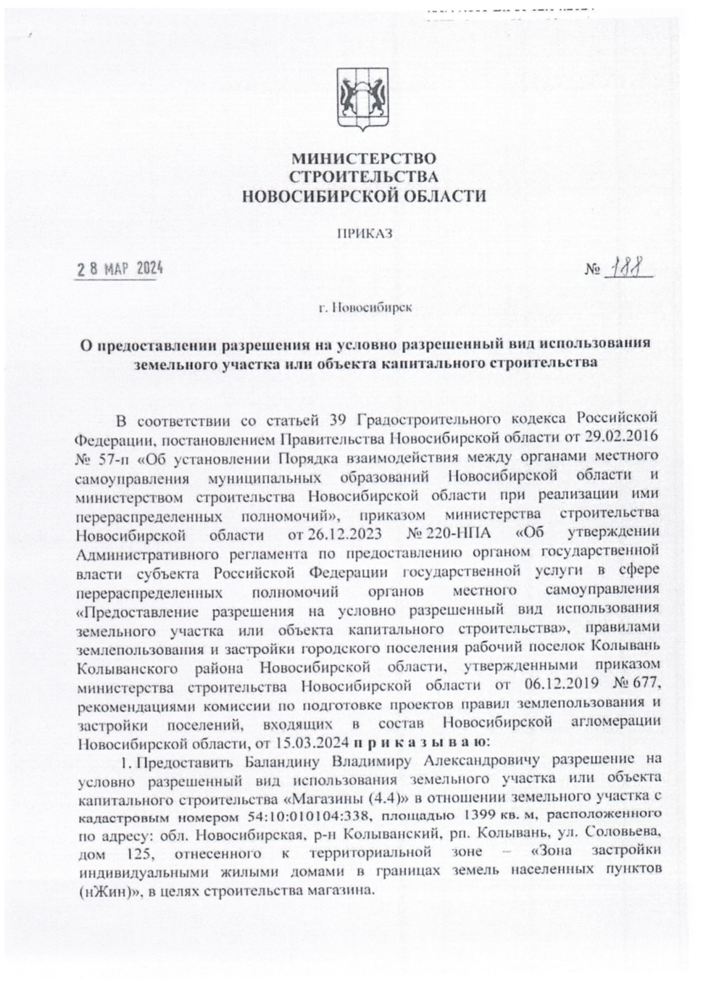 МИНИСТЕРСТВО
СТРОИТЕЛЬСТВА
НОВОСИБИРСКОЙ ОБЛАСТИ
ПРИКАЗ
28 МАР 2024
№ 188
г. Новосибирск
О предоставлении разрешения на условно разрешенный вид использования
земельного участка или объекта капитального строительства
В соответствии со статьей 39 Градостроительного кодекса Российской
Федерации, постановлением Правительства Новосибирской области от 29.02.2016
№ 57-п «Об установлении Порядка взаимодействия между органами местного
самоуправления муниципальных образований Новосибирской области и
министерством строительства Новосибирской области при реализации ими
перераспределенных полномочий», приказом министерства строительства
Новосибирской области от 26.12.2023 № 220-НПА «Об утверждении
Административного регламента по предоставлению органом государственной
власти субъекта Российской Федерации государственной услуги в сфере
перераспределенных полномочий органов местного самоуправления
«Предоставление разрешения на условно разрешенный вид использования
земельного участка или объекта капитального строительства», правилами
землепользования и застройки городского поселения рабочий поселок Колывань
Колыванского района Новосибирской области, утвержденными приказом
министерства строительства Новосибирской области от 06.12.2019 № 677,
рекомендациями комиссии по подготовке проектов правил землепользования и
застройки поселений, входящих в состав Новосибирской агломерации
Новосибирской области, от 15.03.2024 п р и к а з ы в а ю:
1. Предоставить Баландину Владимиру Александровичу разрешение на
условно разрешенный вид использования земельного участка или объекта
капитального строительства «Магазины (4.4)» в отношении земельного участка с
кадастровым номером 54:10:010104:338, площадью 1399 кв. м, расположенного
по адресу: обл. Новосибирская, р-н Колыванский, рп. Колывань, ул. Соловьева,
дом 125, отнесенного к территориальной зоне – «Зона застройки
индивидуальными жилыми домами в границах земель населенных пунктов
(нЖин)», в целях строительства магазина.